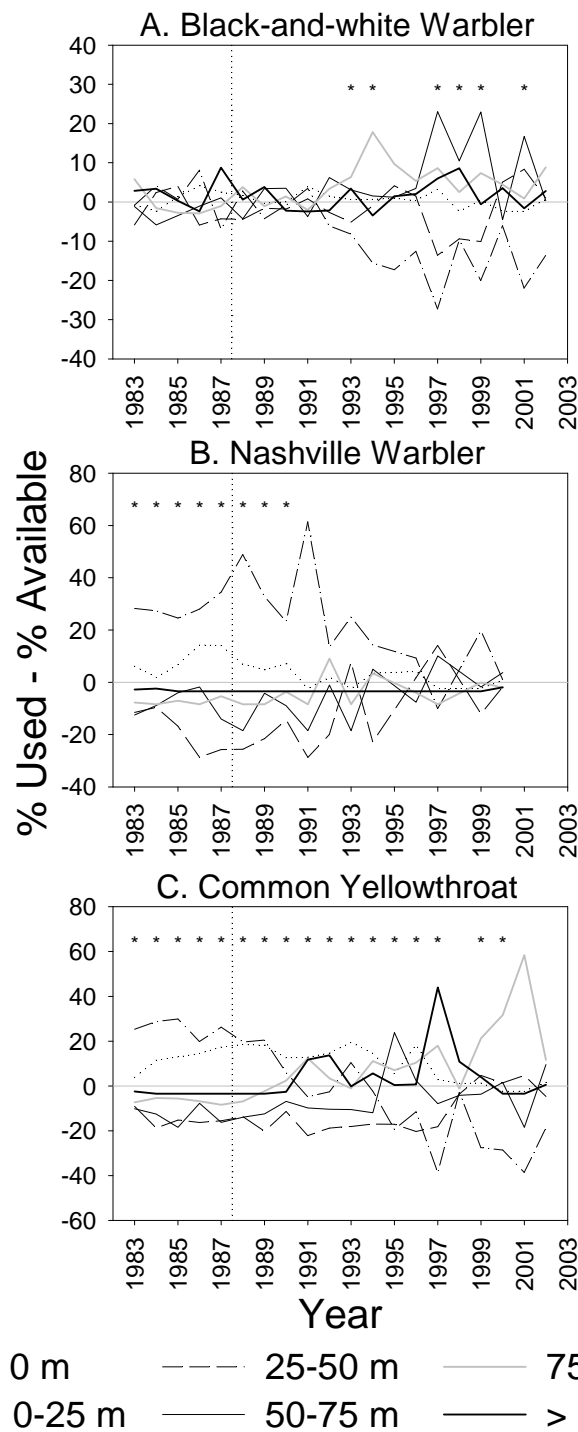 A. Black-and-white Warbler
40
30
* * * * * *
20
10
0
-10
-20
-30
-40
1983 1985 1987 1989 1991 1993 1995 1997 1999 2001 2003
B. Nashville Warbler
80
* * * * * * * *
60
40
20
0
-20
-40
1983 1985 1987 1989 1991 1993 1995 1997 1999 2001 2003
% Used - % Available
C. Common Yellowthroat
80
* * * * * * * * * * * * * * * * *
60
40
20
0
-20
-40
-60
1983 1985 1987 1989 1991 1993 1995 1997 1999 2001 2003
Year
0 m 25-50 m 75
0-25 m 50-75 m >